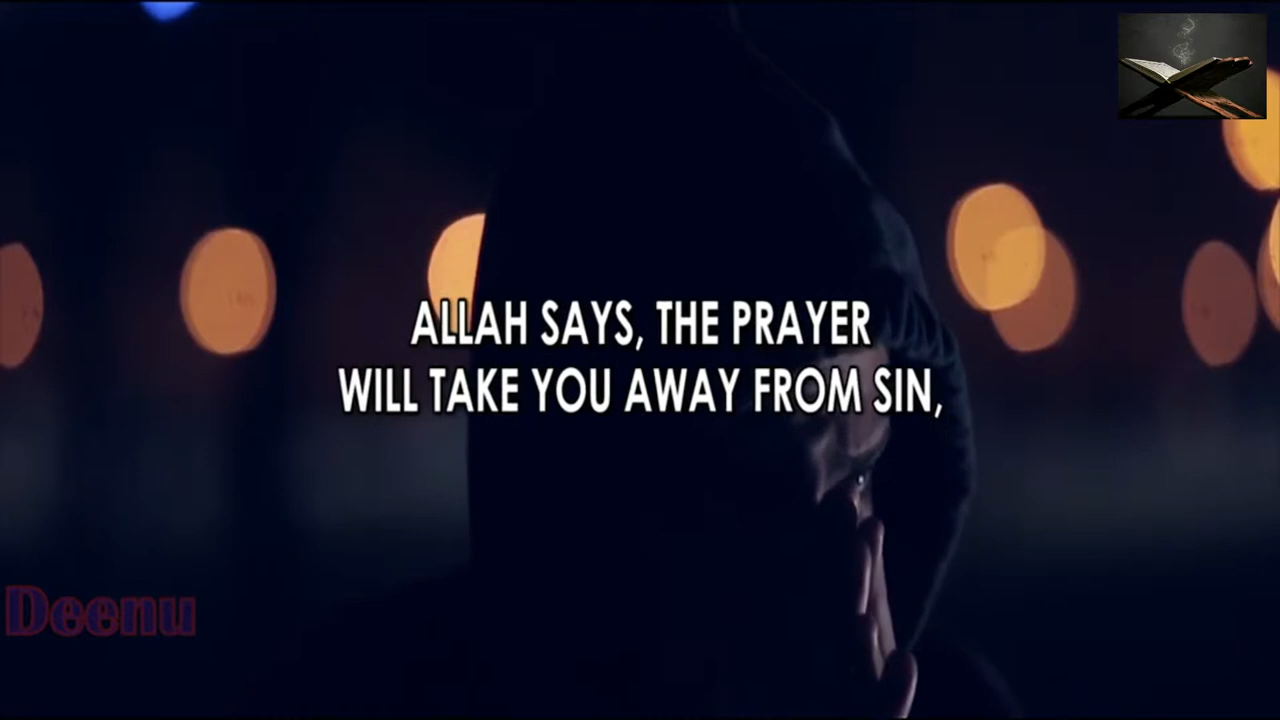 ALLAH SAYS, THE PRAYER
WILL TAKE YOU AWAY FROM SIN,
Deenu